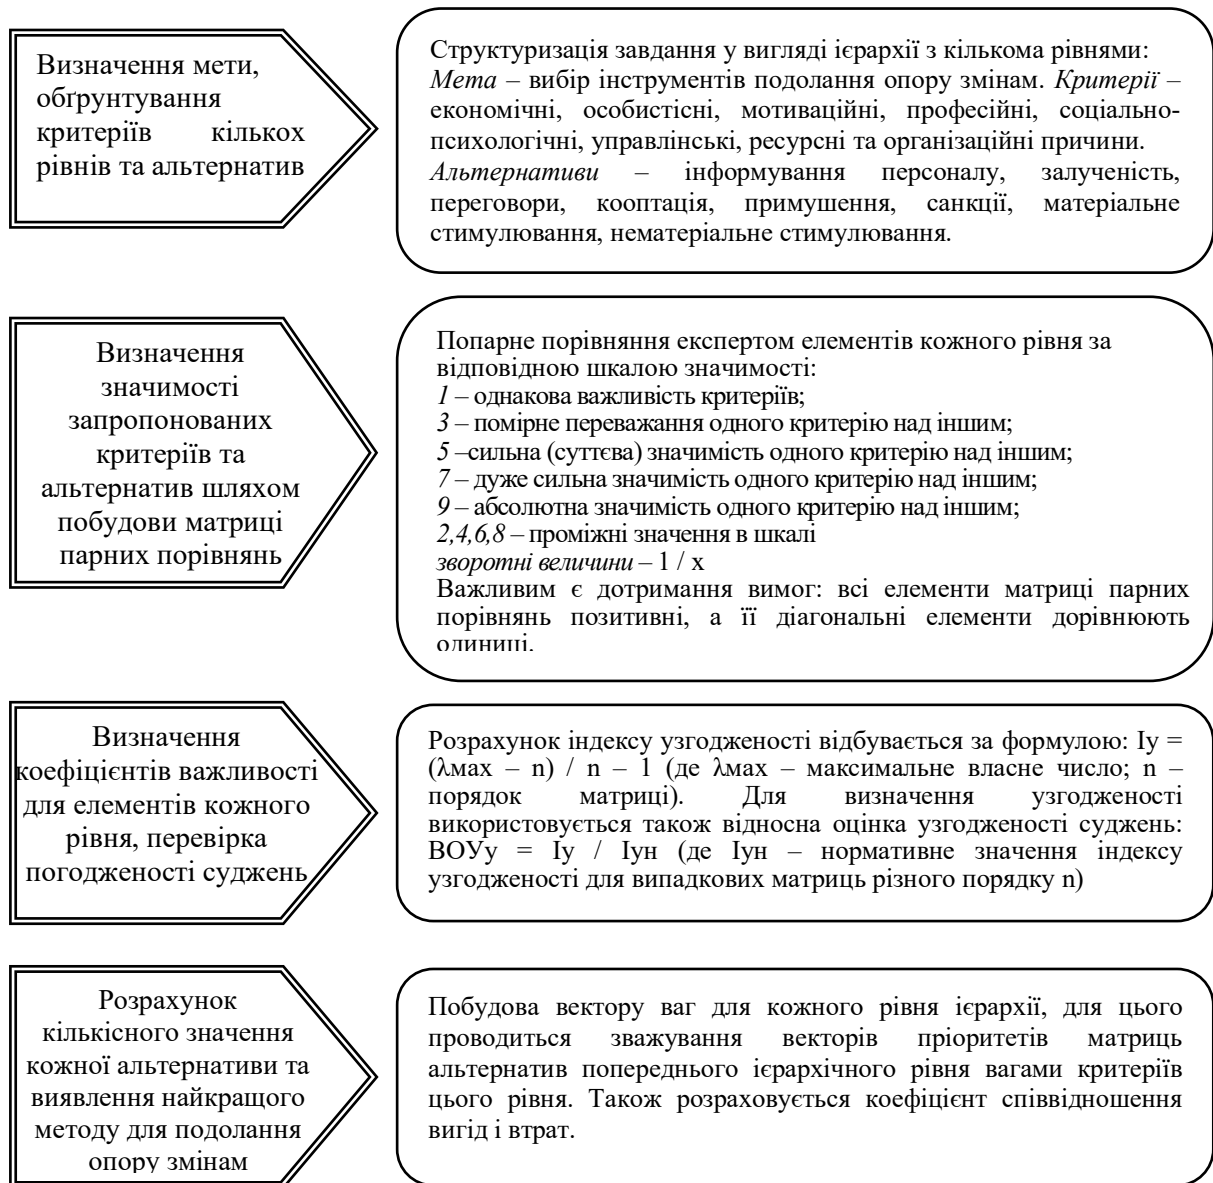 Визначення мети,
обґрунтування
критеріїв кількох
рівнів та альтернатив
Структуризація завдання у вигляді ієрархії з кількома рівнями:
Мета – вибір інструментів подолання опору змінам. Критерії –
економічні, особистісні, мотиваційні, професійні, соціально-
психологічні, управлінські, ресурсні та організаційні причини.
Альтернативи – інформування персоналу, залученість,
переговори, кооптація, примушення, санкції, матеріальне
стимулювання, нематеріальне стимулювання.
Визначення
значимості
запропонованих
критеріїв та
альтернатив шляхом
побудови матриці
парних порівнянь
Попарне порівняння експертом елементів кожного рівня за
відповідною шкалою значимості:
1 – однакова важливість критеріїв;
3 – помірне переважання одного критерію над іншим;
5 –сильна (суттєва) значимість одного критерію над іншим;
7 – дуже сильна значимість одного критерію над іншим;
9 – абсолютна значимість одного критерію над іншим;
2,4,6,8 – проміжні значення в шкалі
зворотні величини – 1 / x
Важливим є дотримання вимог: всі елементи матриці парних
порівнянь позитивні, а її діагональні елементи дорівнюють
одиниці.
Визначення
коефіцієнтів важливості
для елементів кожного
рівня, перевірка
погодженості суджень
Розрахунок індексу узгодженості відбувається за формулою: Іу =
(λмах – n) / n – 1 (де λмах – максимальне власне число; n –
порядок матриці). Для визначення узгодженості
використовується також відносна оцінка узгодженості суджень:
ВОУу = Іу / Іун (де Іун – нормативне значення індексу
узгодженості для випадкових матриць різного порядку n)
Розрахунок
кількісного значення
кожної альтернативи та
виявлення найкращого
методу для подолання
опору змінам
Побудова вектору ваг для кожного рівня ієрархії, для цього
проводиться зважування векторів пріоритетів матриць
альтернатив попереднього ієрархічного рівня вагами критеріїв
цього рівня. Також розраховується коефіцієнт співвідношення
вигід і втрат.